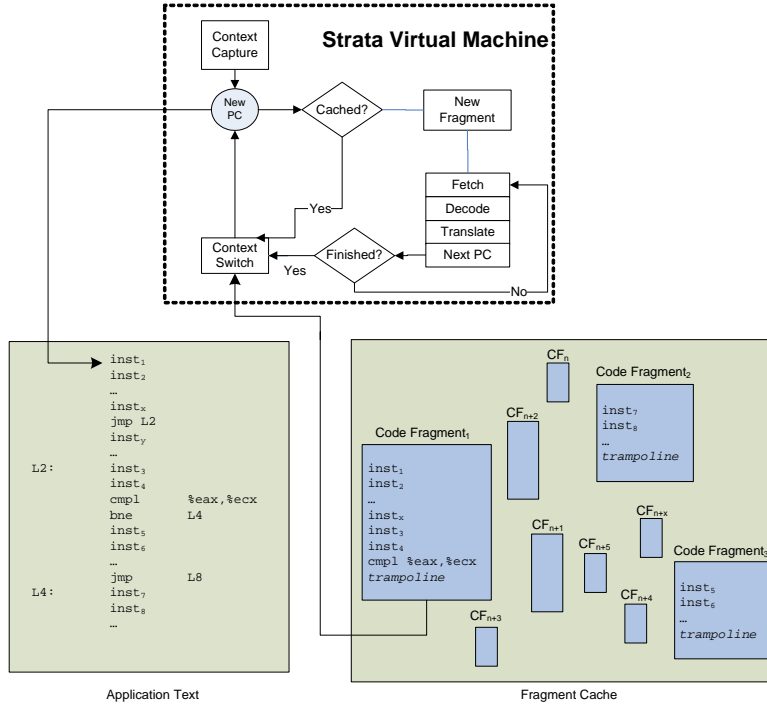 Strata Virtual Machine
Context
Capture
New
PC
Cached?
New
Fragment
Fetch
Decode
Translate
Next PC
Yes
Context
Switch
Yes
Finished?
No
inst₁
inst₂
…
instₓ
jmp L2
inst_y
…
L2: inst₃
inst₄
cmpl %eax,%ecx
bne L4
inst₅
inst₆
…
jmp L8
L4: inst₇
inst₈
…
Application Text
Code Fragment₁
inst₁
inst₂
…
instₓ
inst₃
inst₄
cmpl %eax,%ecx
trampoline
CFₙ
CFₙ₊₂
Code Fragment₂
inst₇
inst₈
…
trampoline
CFₙ₊₁
CFₙ₊₅
CFₙ₊ₓ
Code Fragment₃
inst₅
inst₆
…
trampoline
CFₙ₊₄
CFₙ₊₃
Fragment Cache